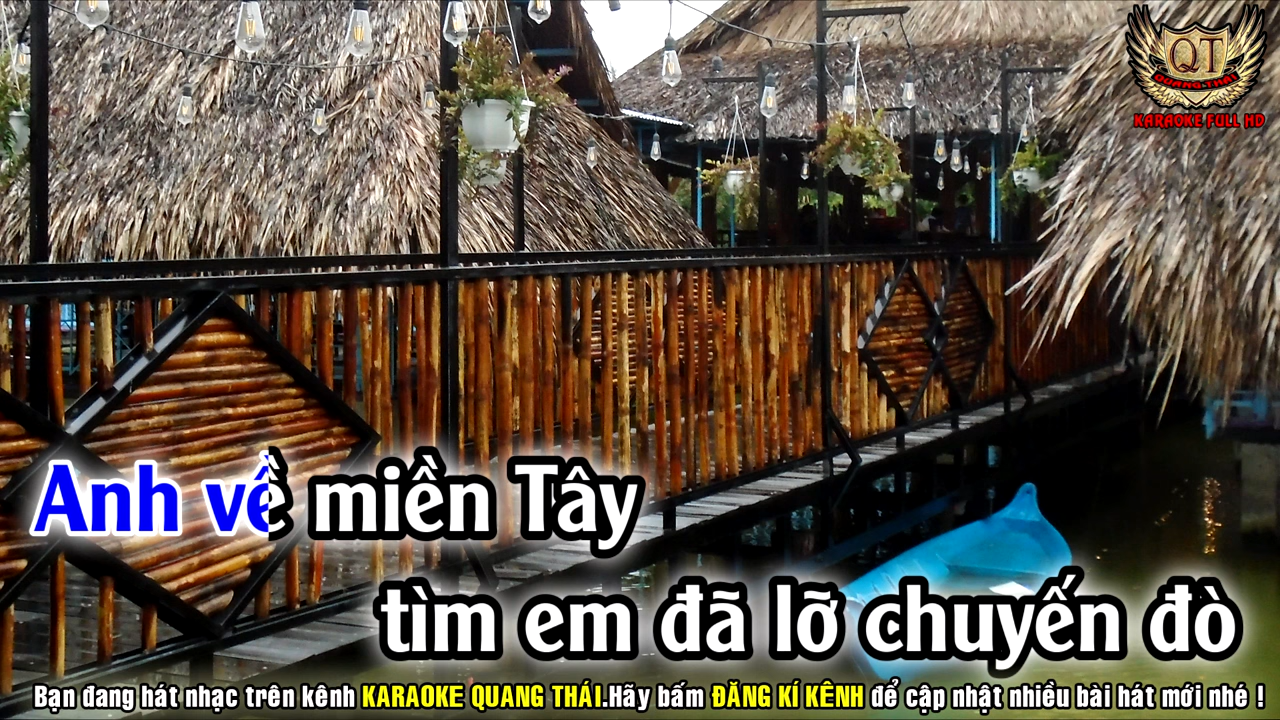 QT
QUANG THÁI
KARAOKE FULL HD
Anh về miền Tây
tìm em đã lỡ chuyến đò
Bạn đang hát nhạc trên kênh KARAOKE QUANG THÁI.Hãy bấm ĐĂNG KÍ KÊNH để cập nhật nhiều bài hát mới nhé !